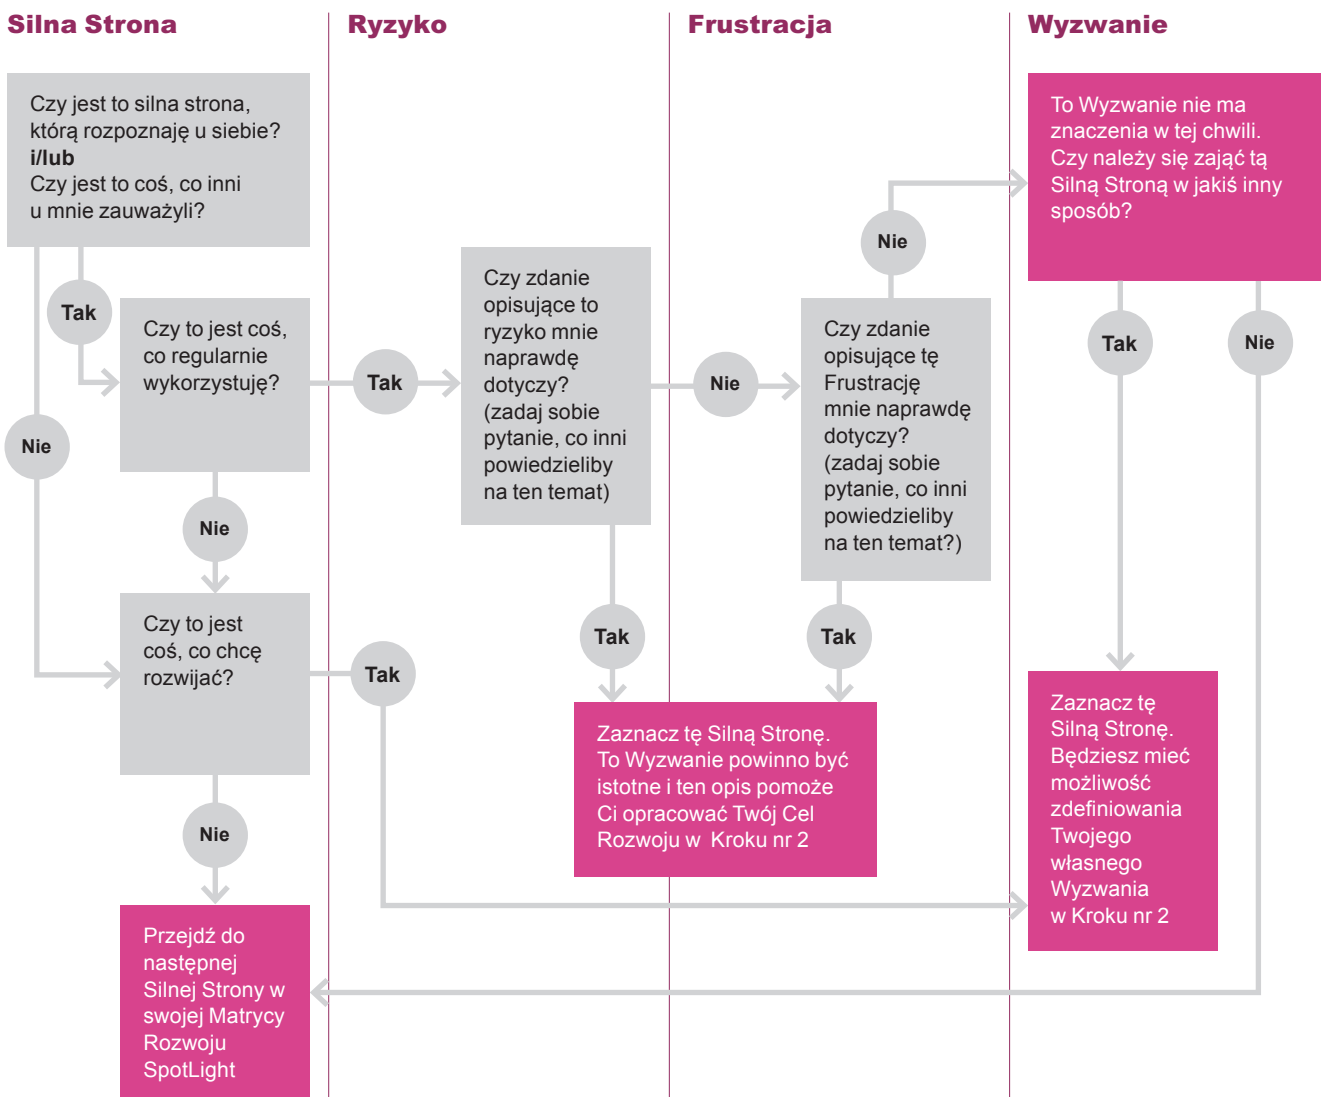 Silna Strona
Ryzyko
Frustracja
Wyzwanie
Czy jest to silna strona,
którą rozpoznaję u siebie?
i/lub
Czy jest to coś, co inni
u mnie zauważyli?
Tak
Nie
Czy to jest coś,
co regularnie
wykorzystuję?
Tak
Nie
Czy to jest
coś, co chcę
rozwijać?
Tak
Nie
Przejdź do
następnej
Silnej Strony w
swojej Matrycy
Rozwoju
SpotLight
Czy zdanie
opisujące to
ryzyko mnie
naprawdę
dotyczy?
(zadaj sobie
pytanie, co inni
powiedzieliby
na ten temat)
Nie
Tak
Czy zdanie
opisujące tę
Frustrację
mnie naprawdę
dotyczy?
(zadaj sobie
pytanie, co inni
powiedzieliby
na ten temat?)
Nie
Tak
Zaznacz tę Silną Stronę.
To Wyzwanie powinno być
istotne i ten opis pomoże
Ci opracować Twój Cel
Rozwoju w Kroku nr 2
To Wyzwanie nie ma
znaczenia w tej chwili.
Czy należy się zająć tą
Silną Stroną w jakiś inny
sposób?
Tak
Nie
Zaznacz tę
Silną Stronę.
Będziesz mieć
możliwość
zdefiniowania
Twojego
własnego
Wyzwania
w Kroku nr 2